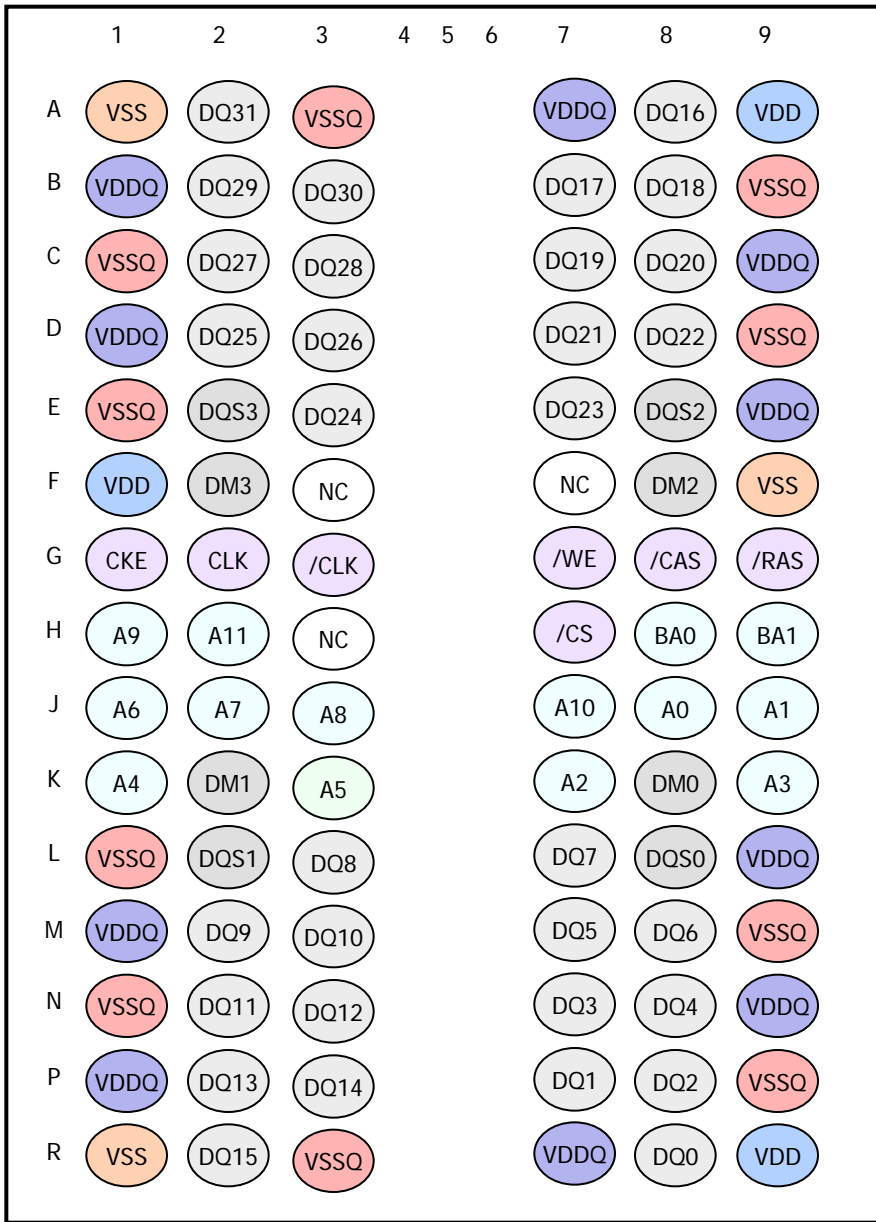 1 2 3 4 5 6 7 8 9
A VSS DQ31 VSSQ VDDQ DQ16 VDD
B VDDQ DQ29 DQ30 DQ17 DQ18 VSSQ
C VSSQ DQ27 DQ28 DQ19 DQ20 VDDQ
D VDDQ DQ25 DQ26 DQ21 DQ22 VSSQ
E VSSQ DQS3 DQ24 DQ23 DQS2 VDDQ
F VDD DM3 NC NC DM2 VSS
G CKE CLK /CLK /WE /CAS /RAS
H A9 A11 NC /CS BA0 BA1
J A6 A7 A8 A10 A0 A1
K A4 DM1 A5 A2 DM0 A3
L VSSQ DQS1 DQ8 DQ7 DQS0 VDDQ
M VDDQ DQ9 DQ10 DQ5 DQ6 VSSQ
N VSSQ DQ11 DQ12 DQ3 DQ4 VDDQ
P VDDQ DQ13 DQ14 DQ1 DQ2 VSSQ
R VSS DQ15 VSSQ VDDQ DQ0 VDD